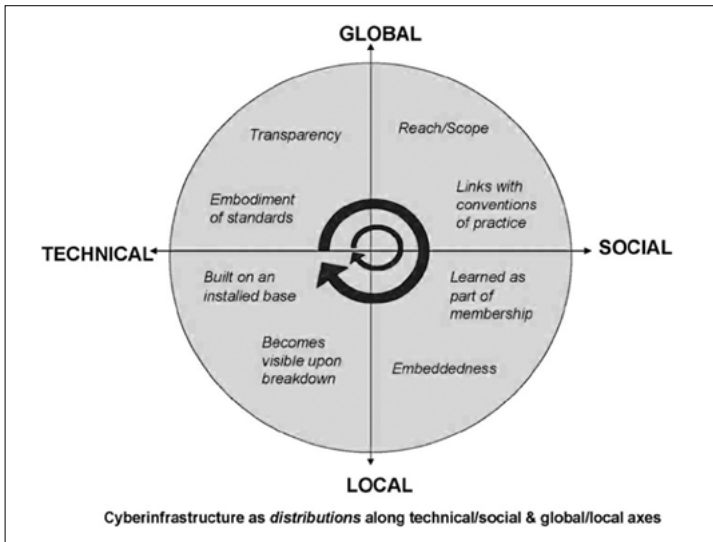 GLOBAL
Transparency
Reach/Scope
Embodiment
of standards
Links with
conventions
of practice
TECHNICAL
SOCIAL
Built on an
installed base
Learned as
part of
membership
Becomes
visible upon
breakdown
Embeddedness
LOCAL
Cyberinfrastructure as distributions along technical/social & global/local axes